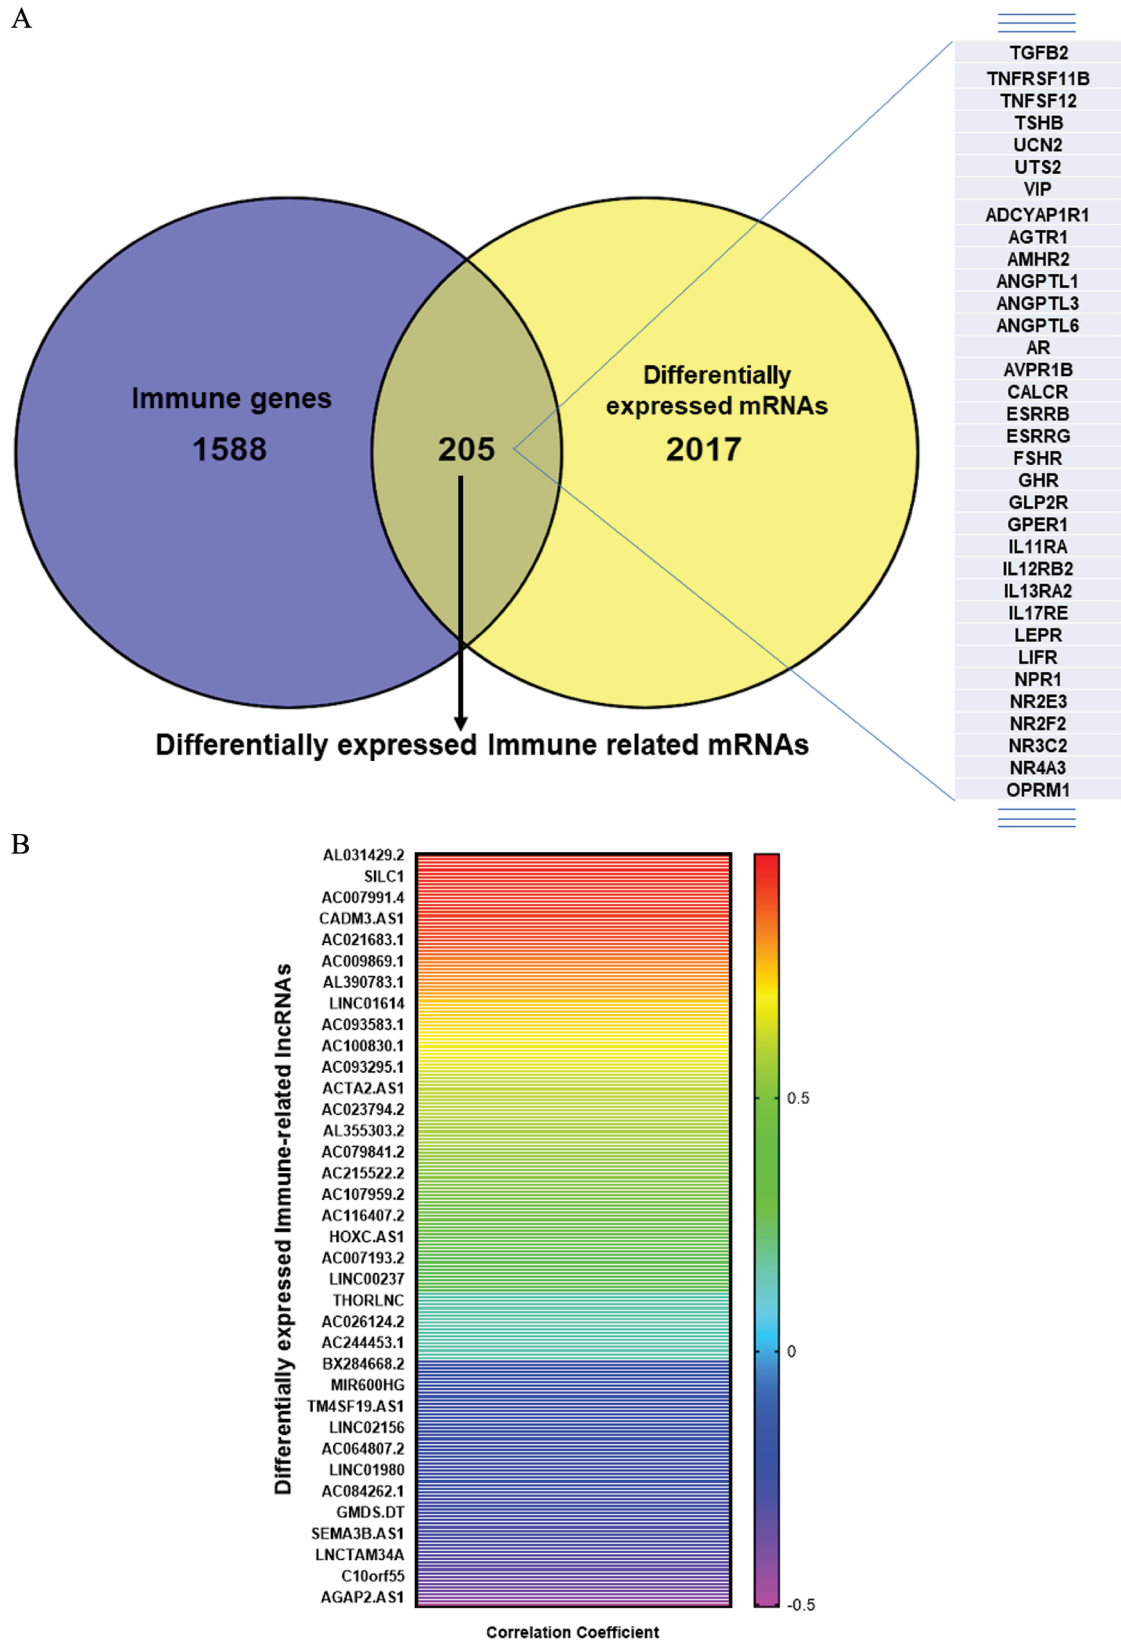 A
TGFB2
TNFRSF11B
TNFSF12
TSHB
UCN2
UTS2
VIP
ADCYAP1R1
AGTR1
AMHR2
ANGPTL1
ANGPTL3
ANGPTL6
AR
AVPR1B
CALCR
ESRRB
ESRRG
FSHR
GHR
GLP2R
GPER1
IL11RA
IL12RB2
IL13RA2
IL17RE
LEPR
LIFR
NPR1
NR2E3
NR2F2
NR3C2
NR4A3
OPRM1
Immune genes
1588
205
Differentially
expressed mRNAs
2017
Differentially expressed Immune related mRNAs
B
Differentially expressed Immune-related lncRNAs
AL031429.2
SILC1
AC007991.4
CADM3.AS1
AC021683.1
AC009869.1
AL390783.1
LINC01614
AC093583.1
AC100830.1
AC093295.1
ACTA2.AS1
AC023794.2
AL355303.2
AC079841.2
AC215522.2
AC107959.2
AC116407.2
HOXC.AS1
AC007193.2
LINC00237
THORLNC
AC026124.2
AC244453.1
BX284668.2
MIR600HG
TM4SF19.AS1
LINC02156
AC064807.2
LINC01980
AC084262.1
GMDS.DT
SEMA3B.AS1
LNCTAM34A
C10orf55
AGAP2.AS1
0.5
0
-0.5
Correlation Coefficient